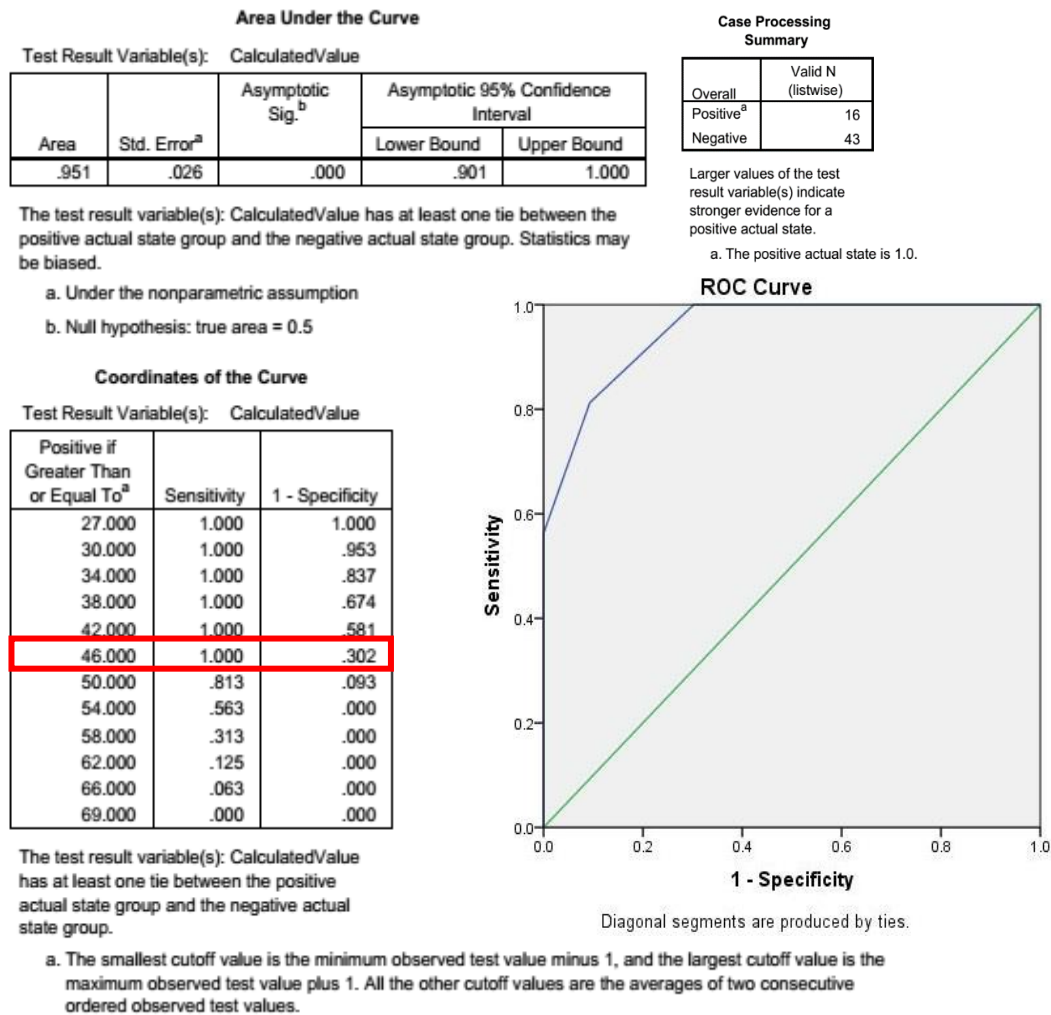 Area Under the Curve
Test Result Variable(s): CalculatedValue
Area Std. Error^a Asymptotic Sig.^b Asymptotic 95% Confidence Interval
Lower Bound Upper Bound
.951 .026 .000 .901 1.000
The test result variable(s): CalculatedValue has at least one tie between the
positive actual state group and the negative actual state group. Statistics may
be biased.
a. Under the nonparametric assumption
b. Null hypothesis: true area = 0.5
Case Processing
Summary
Overall Valid N (listwise)
Positive^a 16
Negative 43
Larger values of the test
result variable(s) indicate
stronger evidence for a
positive actual state.
a. The positive actual state is 1.0.
Coordinates of the Curve
Test Result Variable(s): CalculatedValue
Positive if Greater Than or Equal To^a Sensitivity 1 - Specificity
27.000 1.000 1.000
30.000 1.000 .953
34.000 1.000 .837
38.000 1.000 .674
42.000 1.000 .581
46.000 1.000 .302
50.000 .813 .093
54.000 .563 .000
58.000 .313 .000
62.000 .125 .000
66.000 .063 .000
69.000 .000 .000
The test result variable(s): CalculatedValue
has at least one tie between the positive
actual state group and the negative actual
state group.
a. The smallest cutoff value is the minimum observed test value minus 1, and the largest cutoff value is the
maximum observed test value plus 1. All the other cutoff values are the averages of two consecutive
ordered observed test values.
ROC Curve
Sensitivity
1.0
0.8
0.6
0.4
0.2
0.0
0.0 0.2 0.4 0.6 0.8 1.0
1 - Specificity
Diagonal segments are produced by ties.